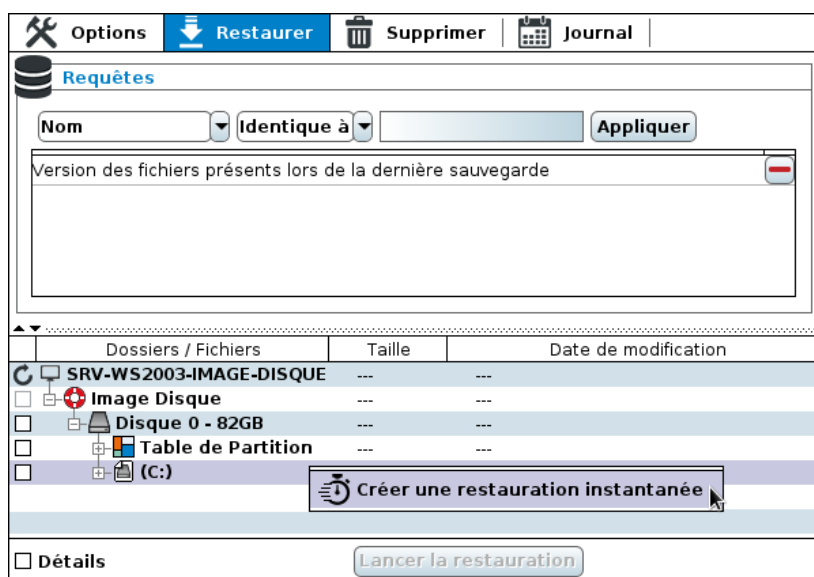 Options Restaurer Supprimer Journal
Requêtes
Nom Identique à Appliquer
Version des fichiers présents lors de la dernière sauvegarde
Dossiers / Fichiers Taille Date de modification
SRV-WS2003-IMAGE-DISQUE --- ---
Image Disque --- ---
Disque 0 - 82GB --- ---
Table de Partition --- ---
(C:)
Créer une restauration instantanée
Détails Lancer la restauration